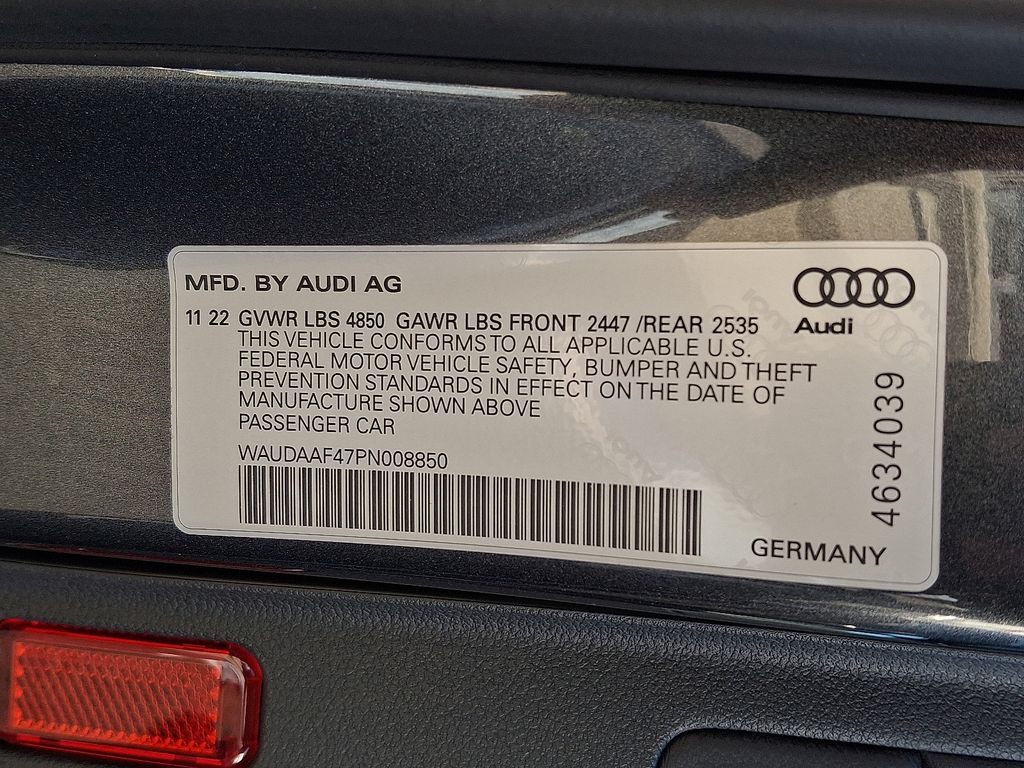 MFD. BY AUDI AG
11 22 GVWR LBS 4850 GAWR LBS FRONT 2447 /REAR 2535
THIS VEHICLE CONFORMS TO ALL APPLICABLE U.S.
FEDERAL MOTOR VEHICLE SAFETY, BUMPER AND THEFT
PREVENTION STANDARDS IN EFFECT ON THE DATE OF
MANUFACTURE SHOWN ABOVE
PASSENGER CAR
WAUDAAF47PN008850
Audi
4634039
GERMANY